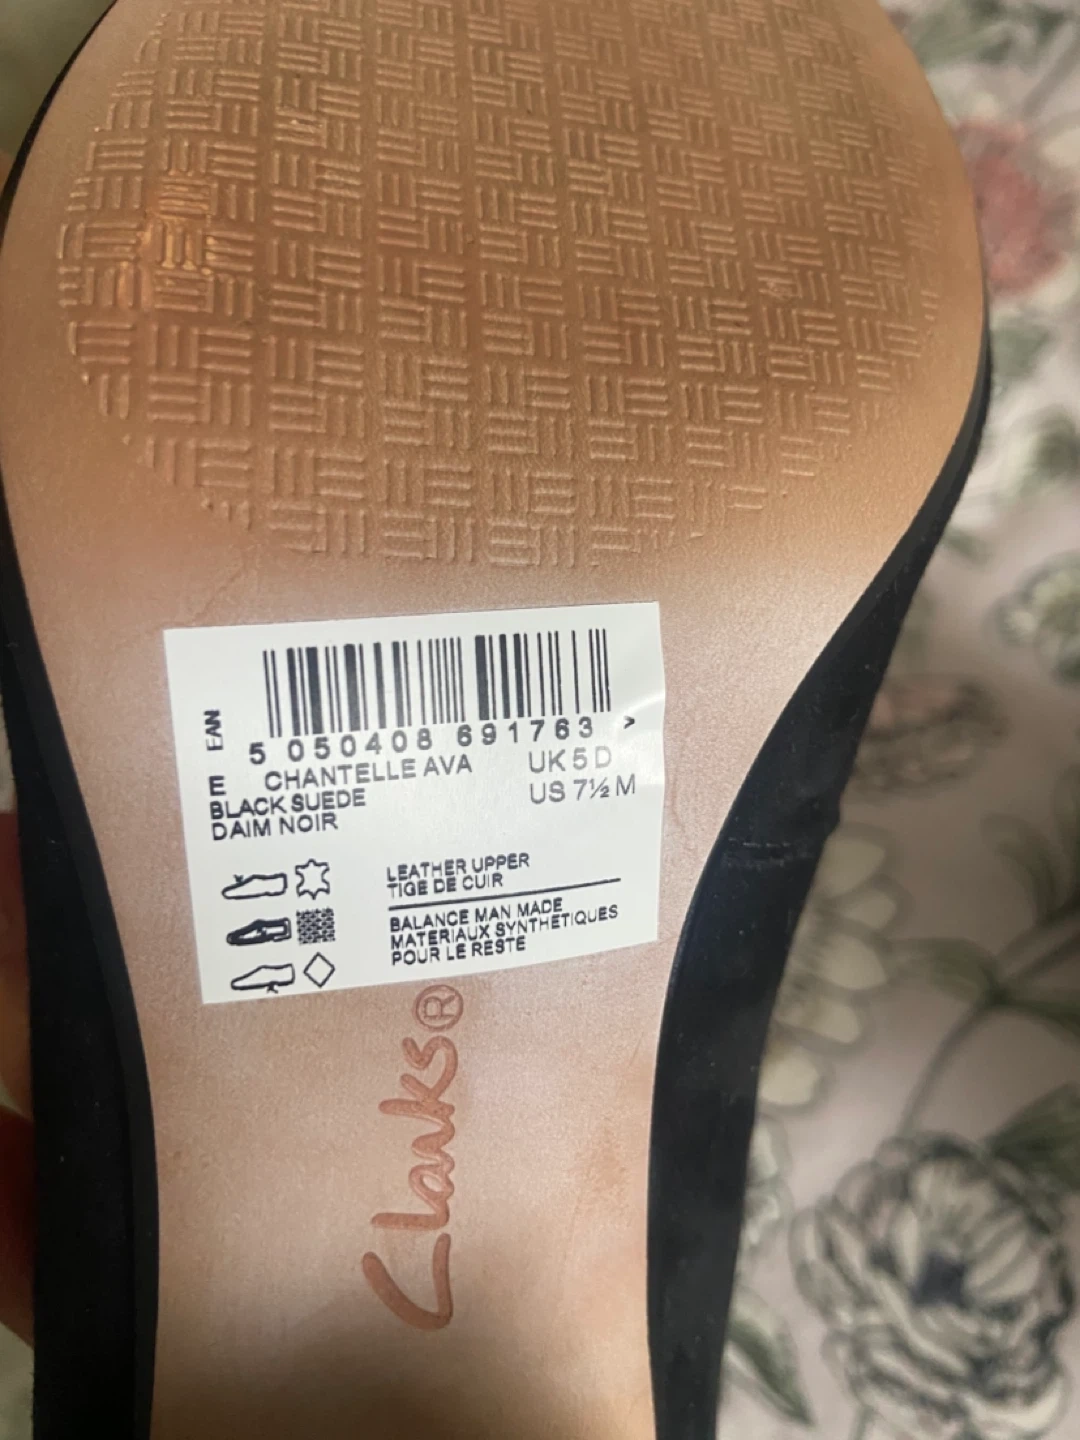 EAN
5 050408 691763 >
E CHANTELLE AVA UK 5 D
BLACK SUEDE US 7½ M
DAIM NOIR
LEATHER UPPER
TIGE DE CUIR
BALANCE MAN MADE
MATERIAUX SYNTHETIQUES
POUR LE RESTE
Clarks®